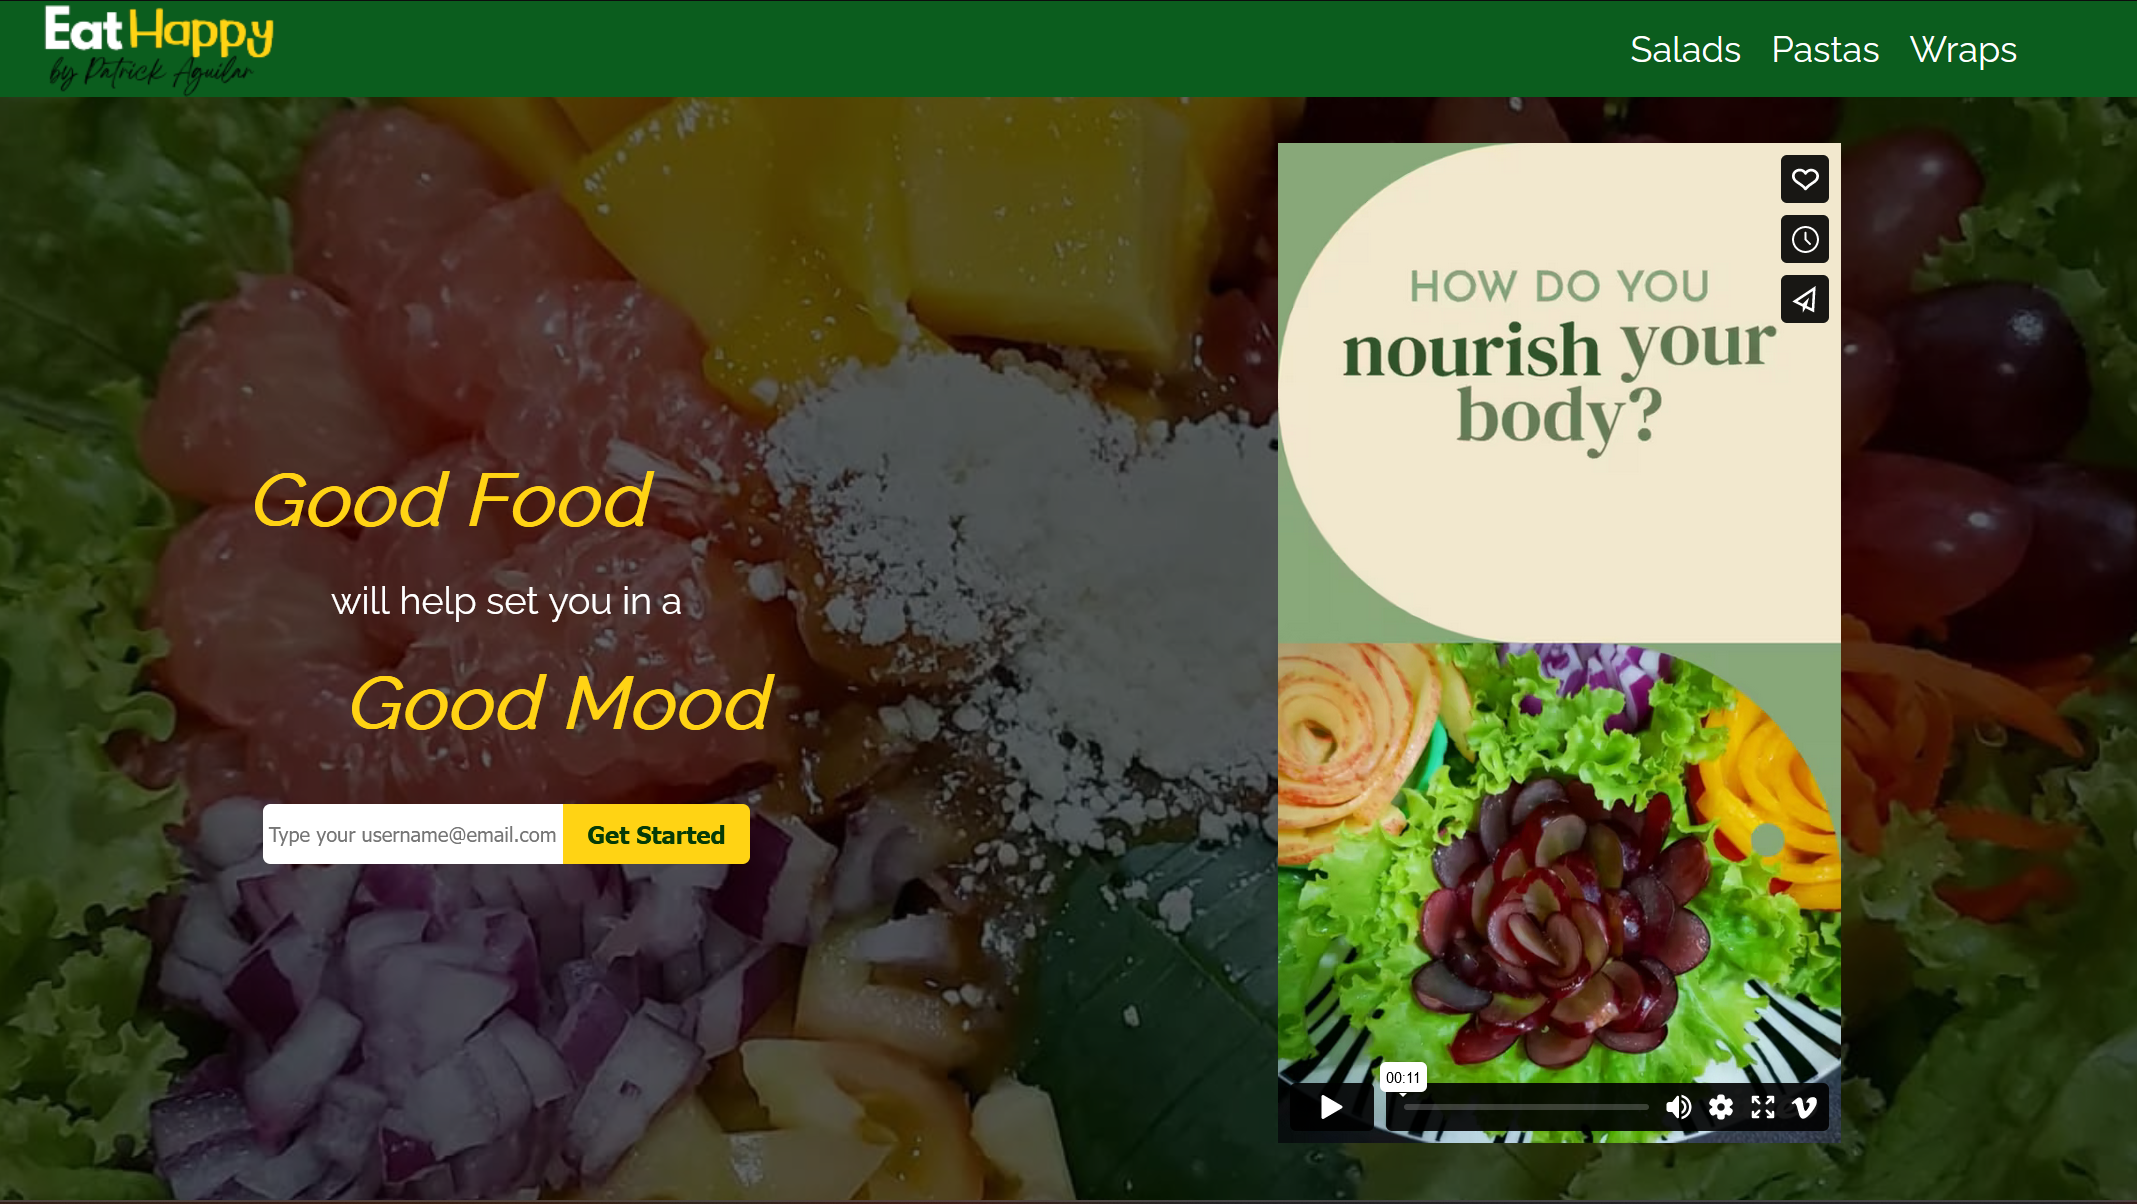 Eat Happy
by Patrick Aguilar
Salads Pastas Wraps
Good Food
will help set you in a
Good Mood
Type your username@email.com
Get Started
HOW DO YOU
nourish your
body?
00:11